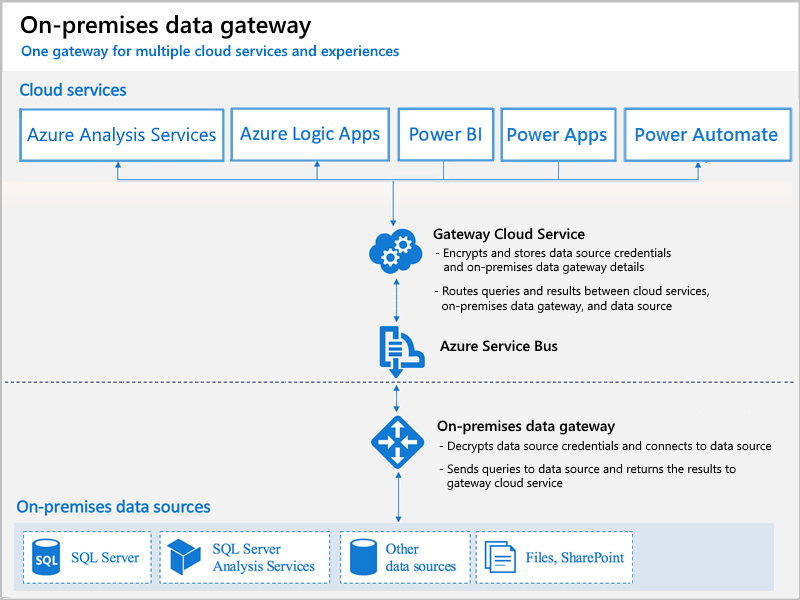 On-premises data gateway
One gateway for multiple cloud services and experiences
Cloud services
Azure Analysis Services
Azure Logic Apps
Power BI
Power Apps
Power Automate
Gateway Cloud Service
- Encrypts and stores data source credentials
and on-premises data gateway details
- Routes queries and results between cloud services,
on-premises data gateway, and data source
Azure Service Bus
On-premises data gateway
- Decrypts data source credentials and connects to data source
- Sends queries to data source and returns the results to
gateway cloud service
On-premises data sources
SQL
SQL Server
SQL Server
Analysis Services
Other
data sources
Files, SharePoint